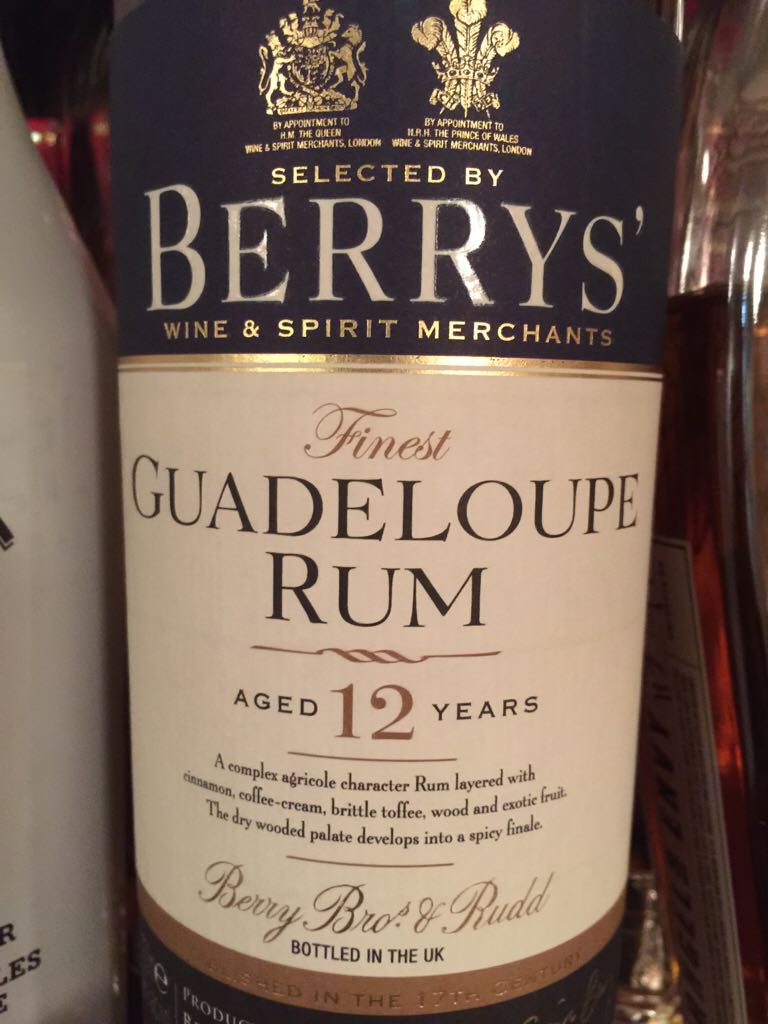 BY APPOINTMENT TO
H.M. THE QUEEN
WINE & SPIRIT MERCHANTS, LONDON
BY APPOINTMENT TO
H.R.H. THE PRINCE OF WALES
WINE & SPIRIT MERCHANTS, LONDON
SELECTED BY
BERRYS'
WINE & SPIRIT MERCHANTS
Finest
GUADELOUPE
RUM
AGED 12 YEARS
A complex agricole character Rum layered with
cinnamon, coffee-cream, brittle toffee, wood and exotic fruit.
The dry wooded palate develops into a spicy finale.
Berry Bros. & Rudd
BOTTLED IN THE UK
IN THE 17TH CENTURY